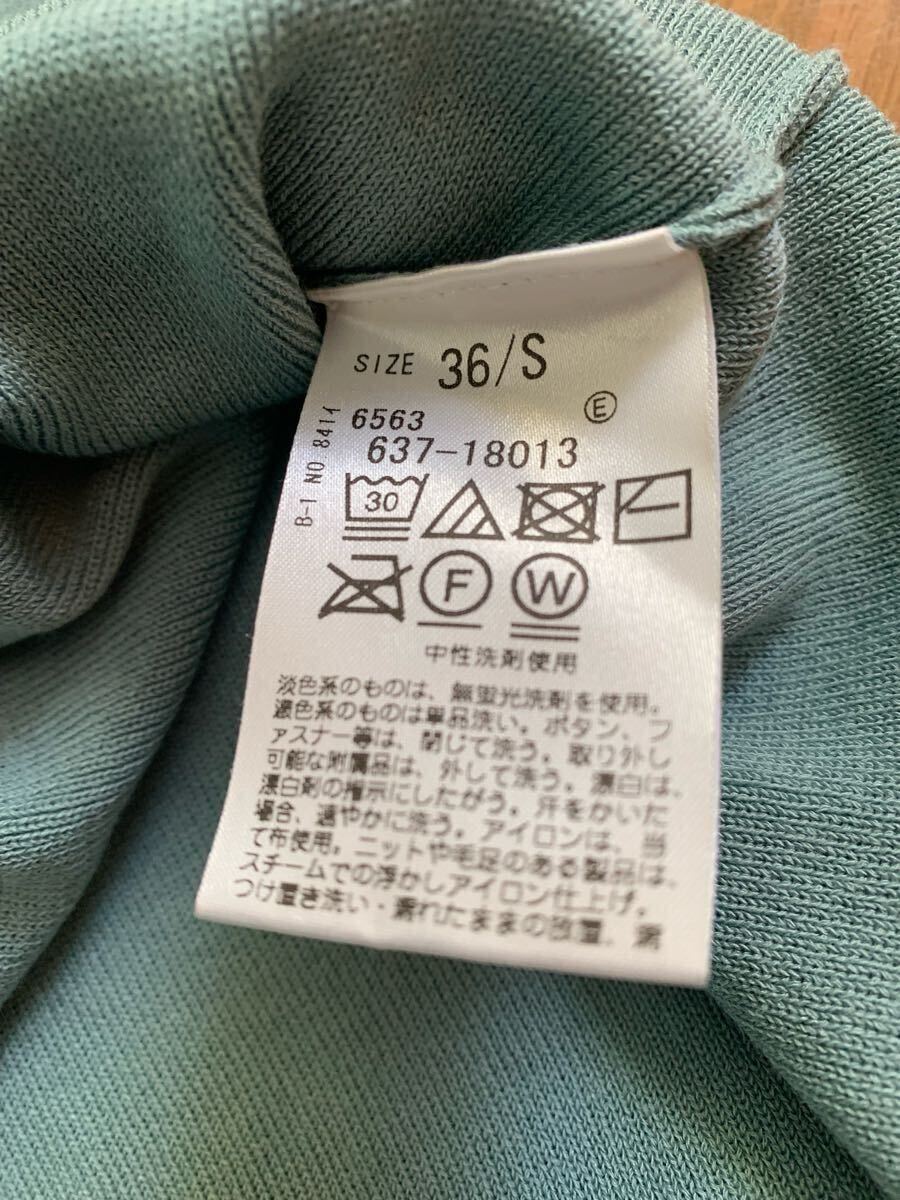 SIZE 36/S
E
6563
637-18013
B-1 NO 841イ
30
F W
中性洗剤使用
淡色系のものは、無蛍光洗剤を使用。
濃色系のものは単品洗い。ボタン、フ
ァスナー等は、閉じて洗う。取り外し
可能な附属品は、外して洗う。漂白は、
漂白剤の指示にしたがう。汗をかいた
場合、速やかに洗う。アイロンは、当
て布使用。ニットや毛足のある製品は、
スチームでの浮かしアイロン仕上げ。
つけ置き洗い・濡れたままの放置、濡